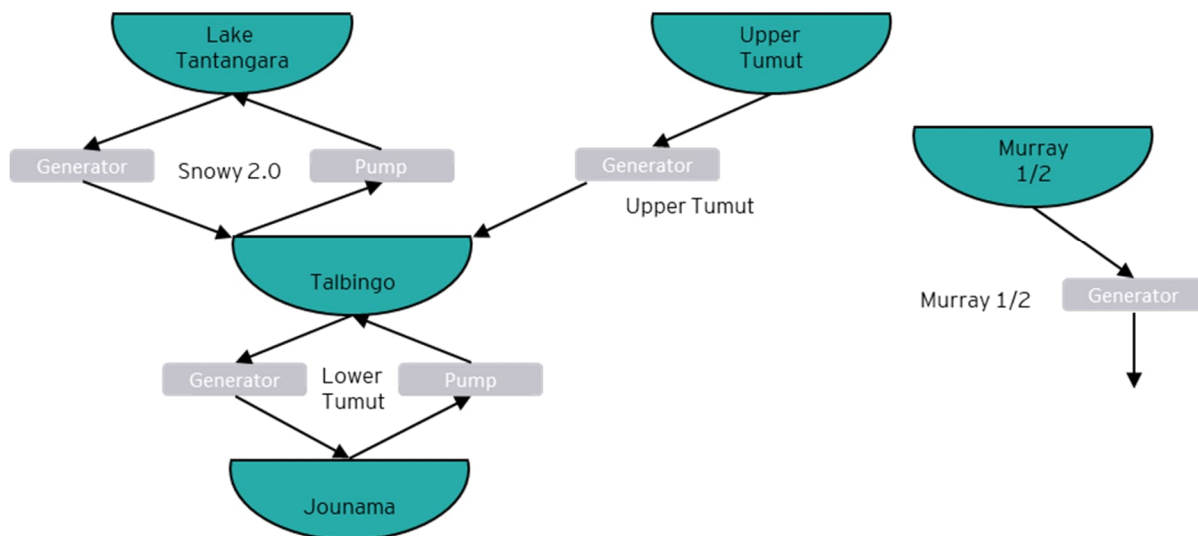 Lake
Tantangara
Upper
Tumut
Murray
1/2
Generator
Snowy 2.0
Pump
Generator
Upper Tumut
Talbingo
Murray 1/2
Generator
Generator
Lower
Tumut
Pump
Jounama